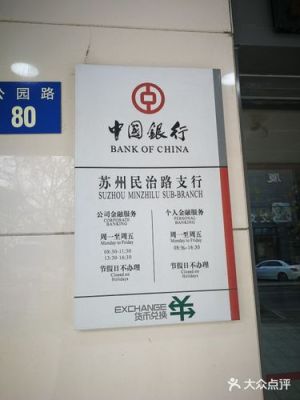 公园路
80
中国银行
BANK OF CHINA
苏州民治路支行
SUZHOU MINZHILU SUB-BRANCH
公司金融服务
CORPORATE
BANKING
周一至周五
Monday to Friday
08:30-11:30
13:30-16:30
节假日不办理
Closed on
Holidays
个人金融服务
PERSONAL
BANKING
周一至周五
Monday to Friday
08:30-16:30
节假日不办理
Closed on
Holidays
EXCHANGE
货币兑换
大众点评